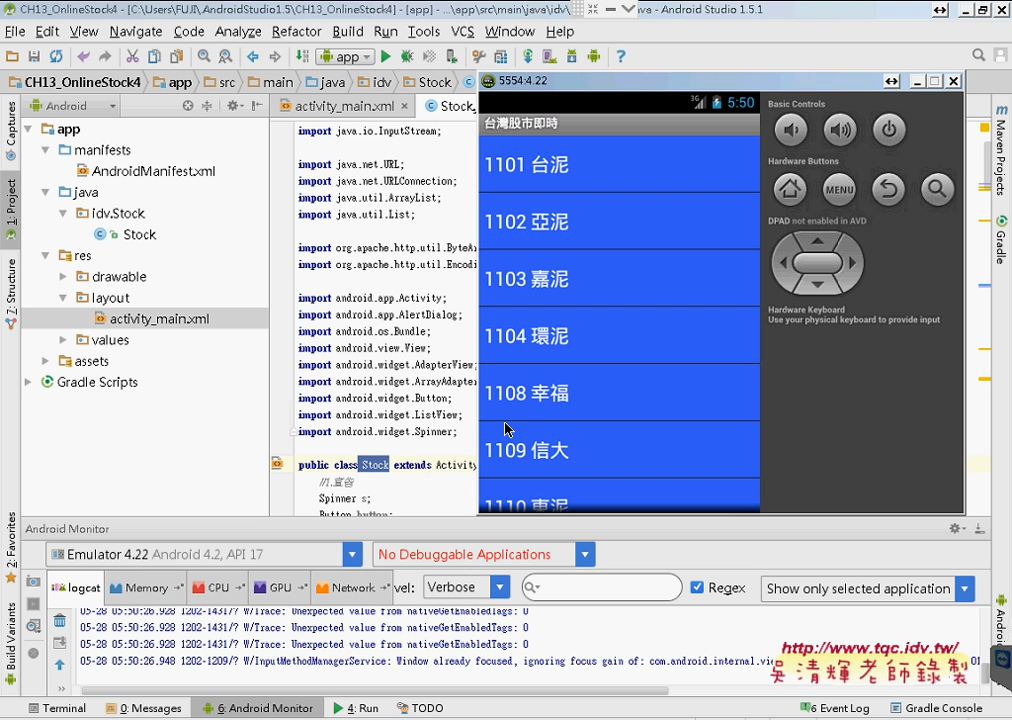 CH13_OnlineStock4 - [C:\Users\FUJI\.AndroidStudio1.5\CH13_OnlineStock4] - [app] - ...\app\src\main\java\idv\
va - Android Studio 1.5.1
File Edit View Navigate Code Analyze Refactor Build Run Tools VCS Window Help
app
CH13_OnlineStock4 app src main java idv Stock
5554:4.22
Android
activity_main.xml
Stock
Captures
1: Project
7: Structure
2: Favorites
Build Variants
Maven Projects
Gradle
app
manifests
AndroidManifest.xml
java
idv.Stock
Stock
res
drawable
layout
activity_main.xml
values
assets
Gradle Scripts
import java.io.InputStream;
import java.net.URL;
import java.net.URLConnection;
import java.util.ArrayList;
import java.util.List;
import org.apache.http.util.ByteA
import org.apache.http.util.Encodi
import android.app.Activity;
import android.app.AlertDialog;
import android.os.Bundle;
import android.view.View;
import android.widget.AdapterView;
import android.widget.ArrayAdapter
import android.widget.Button;
import android.widget.ListView;
import android.widget.Spinner;
public class Stock extends Activity
Spinner s;
Button button;
3G 5:50
台灣股市即時
1101 台泥
1102 亞泥
1103 嘉泥
1104 環泥
1108 幸福
1109 信大
1110 東泥
Basic Controls
Hardware Buttons
MENU
DPAD not enabled in AVD
Hardware Keyboard
Use your physical keyboard to provide input
Android Monitor
Emulator 4.22 Android 4.2, API 17
No Debuggable Applications
logcat Memory CPU GPU Network vel: Verbose Regex Show only selected application
05-28 05:50:26.928 1202-1431/? W/Trace: Unexpected value from nativeGetEnabledTags: 0
05-28 05:50:26.928 1202-1431/? W/Trace: Unexpected value from nativeGetEnabledTags: 0
05-28 05:50:26.928 1202-1431/? W/Trace: Unexpected value from nativeGetEnabledTags: 0
05-28 05:50:26.948 1202-1209/? W/InputMethodManagerService: Window already focused, ignoring focus gain of: com.android.internal.vie
http://www.tqc.idv.tw/
吳清輝老師錄製
Terminal 0: Messages 6: Android Monitor 4: Run TODO 6 Event Log Gradle Console